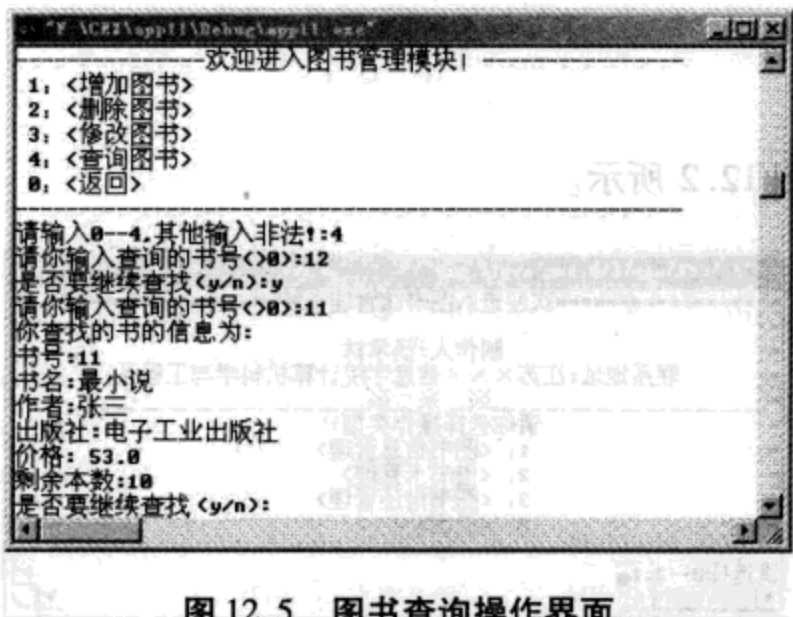 "F:\CRX\app11\Debug\app11.exe"
----------------欢迎进入图书管理模块!----------------
1:<增加图书>
2:<删除图书>
3:<修改图书>
4:<查询图书>
0:<返回>
请输入0--4,其他输入非法!:4
请你输入查询的书号<>0>:12
是否要继续查找<y/n>:y
请你输入查询的书号<>0>:11
你查找的书的信息为:
书号:11
书名:最小说
作者:张三
出版社:电子工业出版社
价格: 53.0
剩余本数:10
是否要继续查找<y/n>:
图 12.5 图书查询操作界面